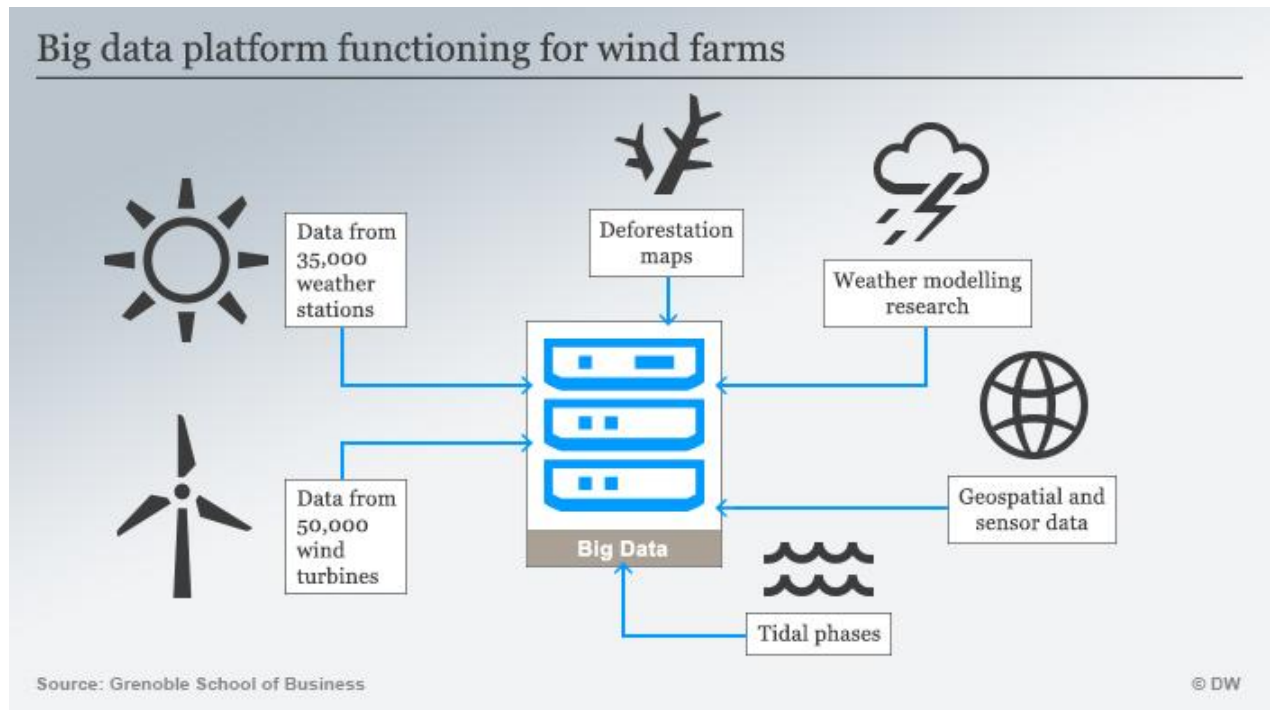 Big data platform functioning for wind farms
Data from
35,000
weather
stations
Deforestation
maps
Weather modelling
research
Data from
50,000
wind
turbines
Big Data
Geospatial and
sensor data
Tidal phases
Source: Grenoble School of Business
© DW